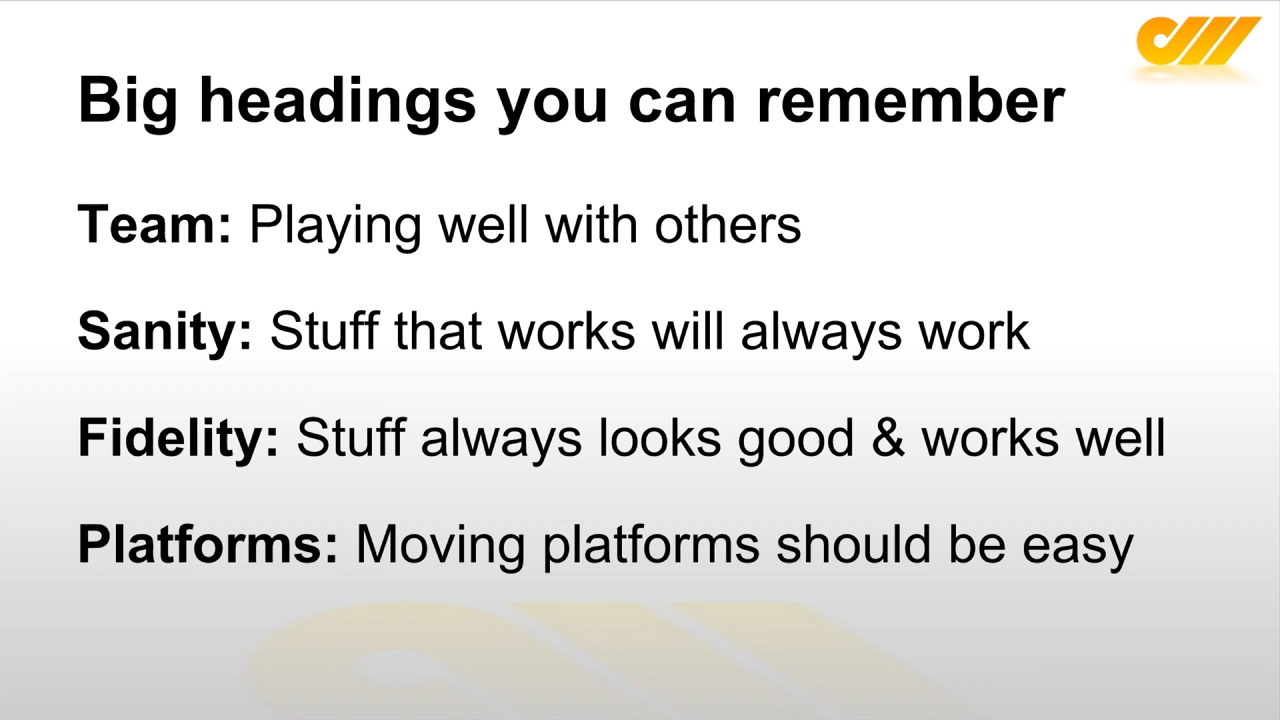 Big headings you can remember
Team: Playing well with others
Sanity: Stuff that works will always work
Fidelity: Stuff always looks good & works well
Platforms: Moving platforms should be easy